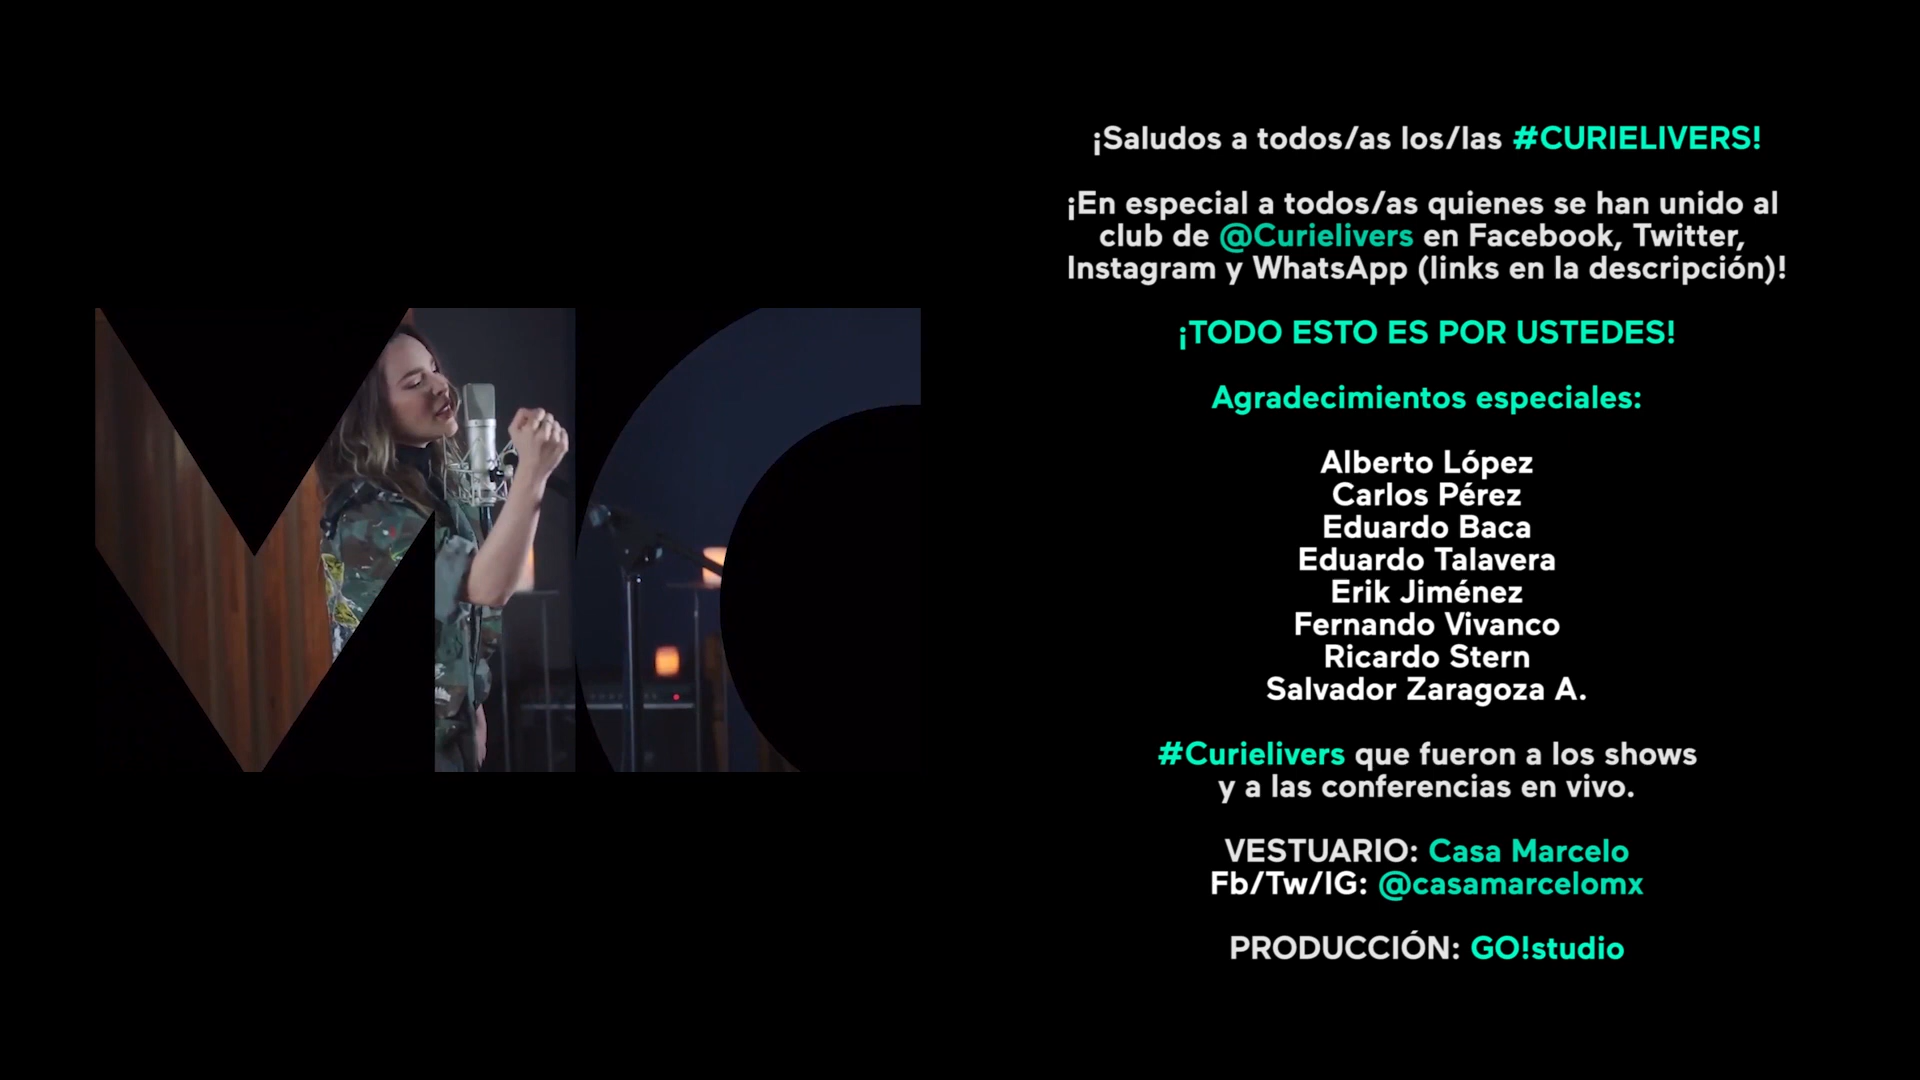 ¡Saludos a todos/as los/las #CURIELIVERS!
¡En especial a todos/as quienes se han unido al
club de @Curielivers en Facebook, Twitter,
Instagram y WhatsApp (links en la descripción)!
¡TODO ESTO ES POR USTEDES!
Agradecimientos especiales:
Alberto López
Carlos Pérez
Eduardo Baca
Eduardo Talavera
Erik Jiménez
Fernando Vivanco
Ricardo Stern
Salvador Zaragoza A.
#Curielivers que fueron a los shows
y a las conferencias en vivo.
VESTUARIO: Casa Marcelo
Fb/Tw/IG: @casamarcelomx
PRODUCCIÓN: GO!studio